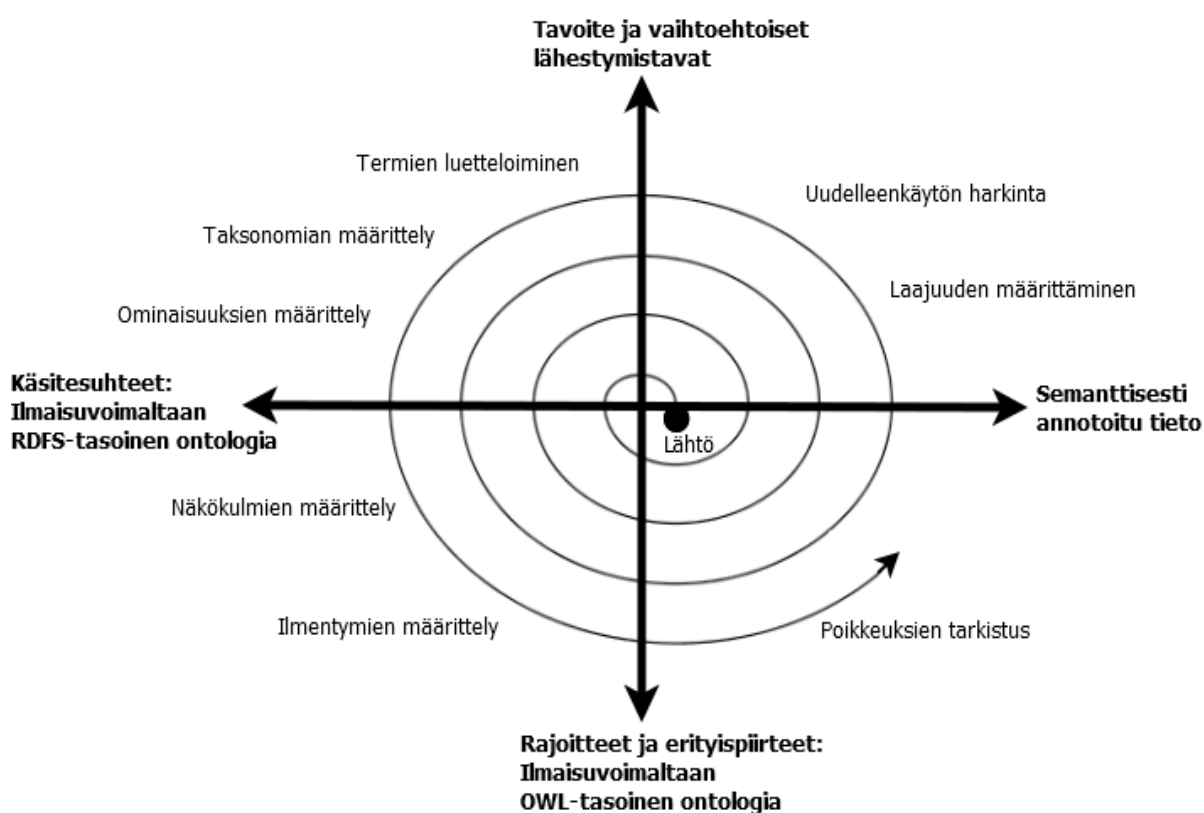 Tavoite ja vaihtoehtoiset
lähestymistavat
Termien luetteloiminen
Uudelleenkäytön harkinta
Taksonomian määrittely
Laajuuden määrittäminen
Ominaisuuksien määrittely
Käsitesuhteet:
Ilmaisuvoimaltaan
RDFS-tasoinen ontologia
Semanttisesti
annotoitu tieto
Lähtö
Näkökulmien määrittely
Ilmentymien määrittely
Poikkeuksien tarkistus
Rajoitteet ja erityispiirteet:
Ilmaisuvoimaltaan
OWL-tasoinen ontologia